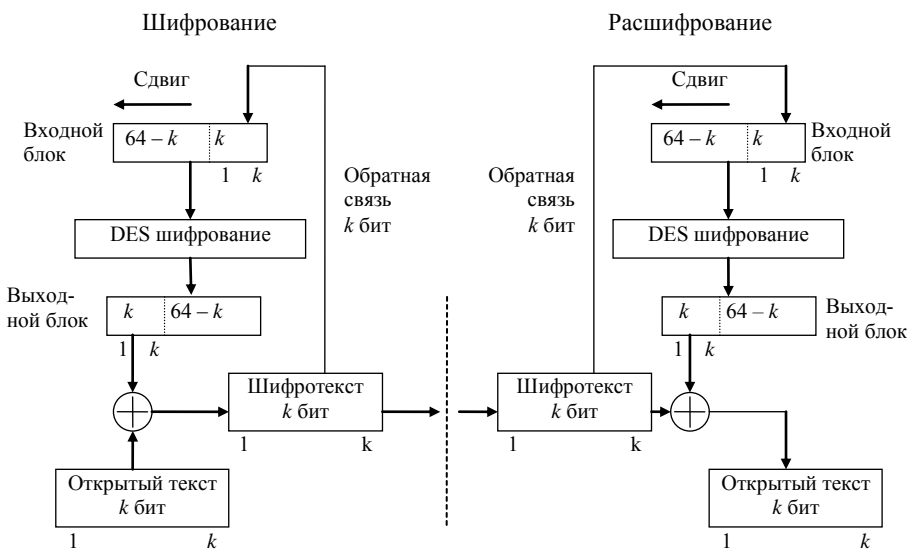 Шифрование
Сдвиг
Входной
блок
64 – k
k
1 k
Обратная
связь
k бит
DES шифрование
Выход-
ной блок
k
64 – k
1 k
Шифротекст
k бит
1 k
Открытый текст
k бит
1 k
Расшифрование
Сдвиг
64 – k
k
Входной
блок
1 k
Обратная
связь
k бит
DES шифрование
k
64 – k
Выход-
ной блок
1 k
Шифротекст
k бит
1 k
Открытый текст
k бит
1 k